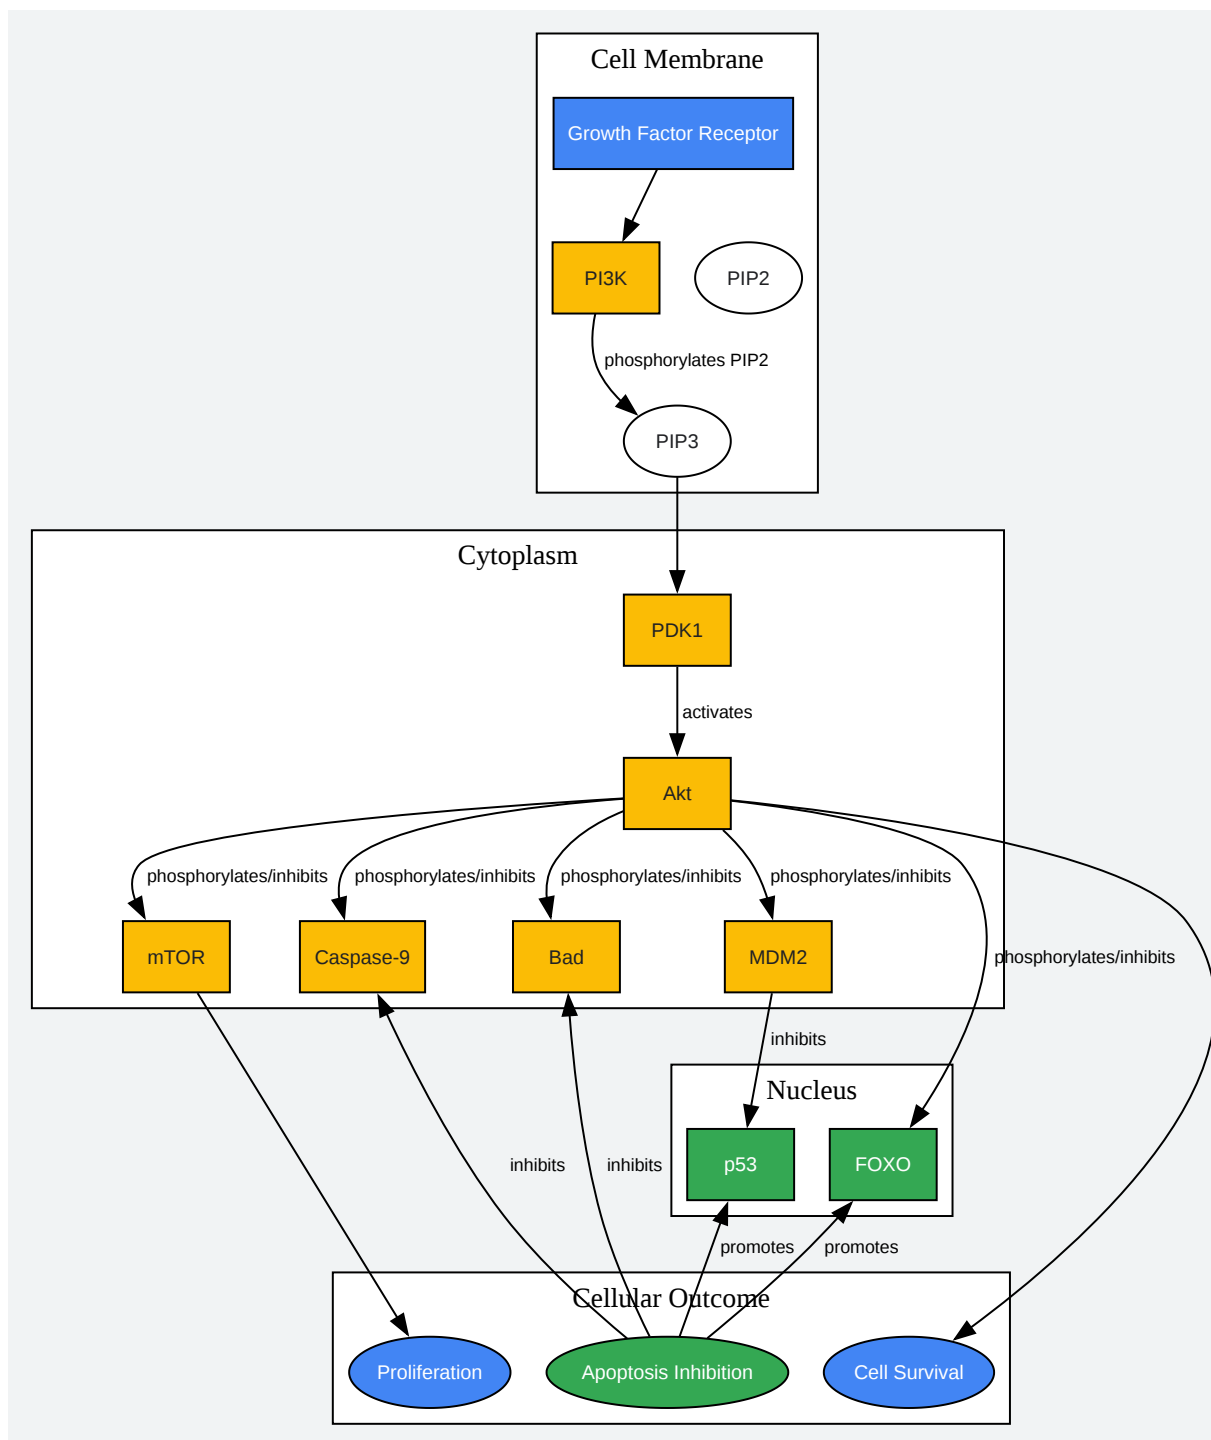 Cell Membrane
Growth Factor Receptor
PI3K
PIP2
phosphorylates PIP2
PIP3
Cytoplasm
PDK1
activates
Akt
phosphorylates/inhibits
phosphorylates/inhibits
phosphorylates/inhibits
phosphorylates/inhibits
mTOR
Caspase-9
Bad
MDM2
phosphorylates/inhibits
inhibits
Nucleus
inhibits
inhibits
p53
FOXO
promotes
promotes
Cellular Outcome
Proliferation
Apoptosis Inhibition
Cell Survival